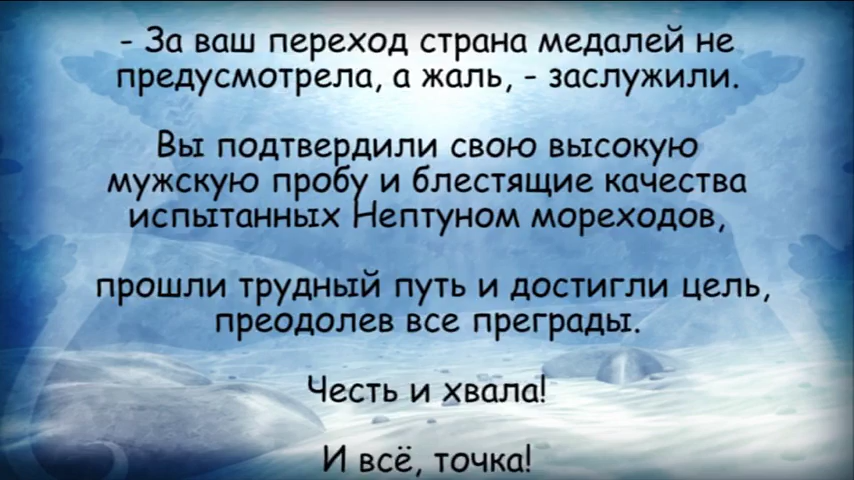 - За ваш переход страна медалей не
предусмотрела, а жаль, - заслужили.
Вы подтвердили свою высокую
мужскую пробу и блестящие качества
испытанных Нептуном мореходов,
прошли трудный путь и достигли цель,
преодолев все преграды.
Честь и хвала!
И всё, точка!